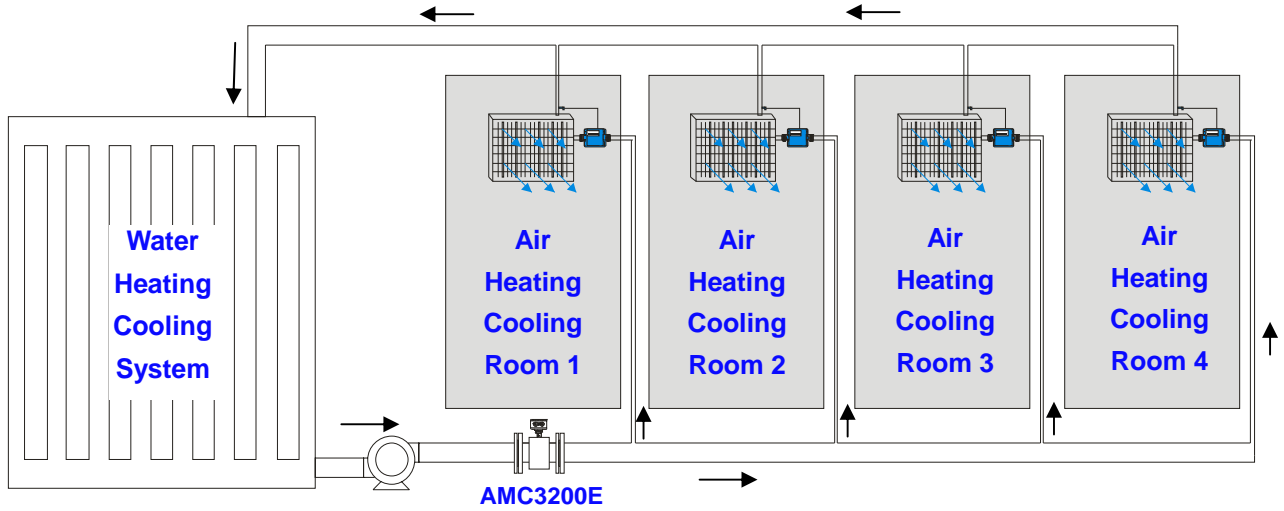 Water
Heating
Cooling
System
Air
Heating
Cooling
Room 1
Air
Heating
Cooling
Room 2
Air
Heating
Cooling
Room 3
Air
Heating
Cooling
Room 4
AMC3200E